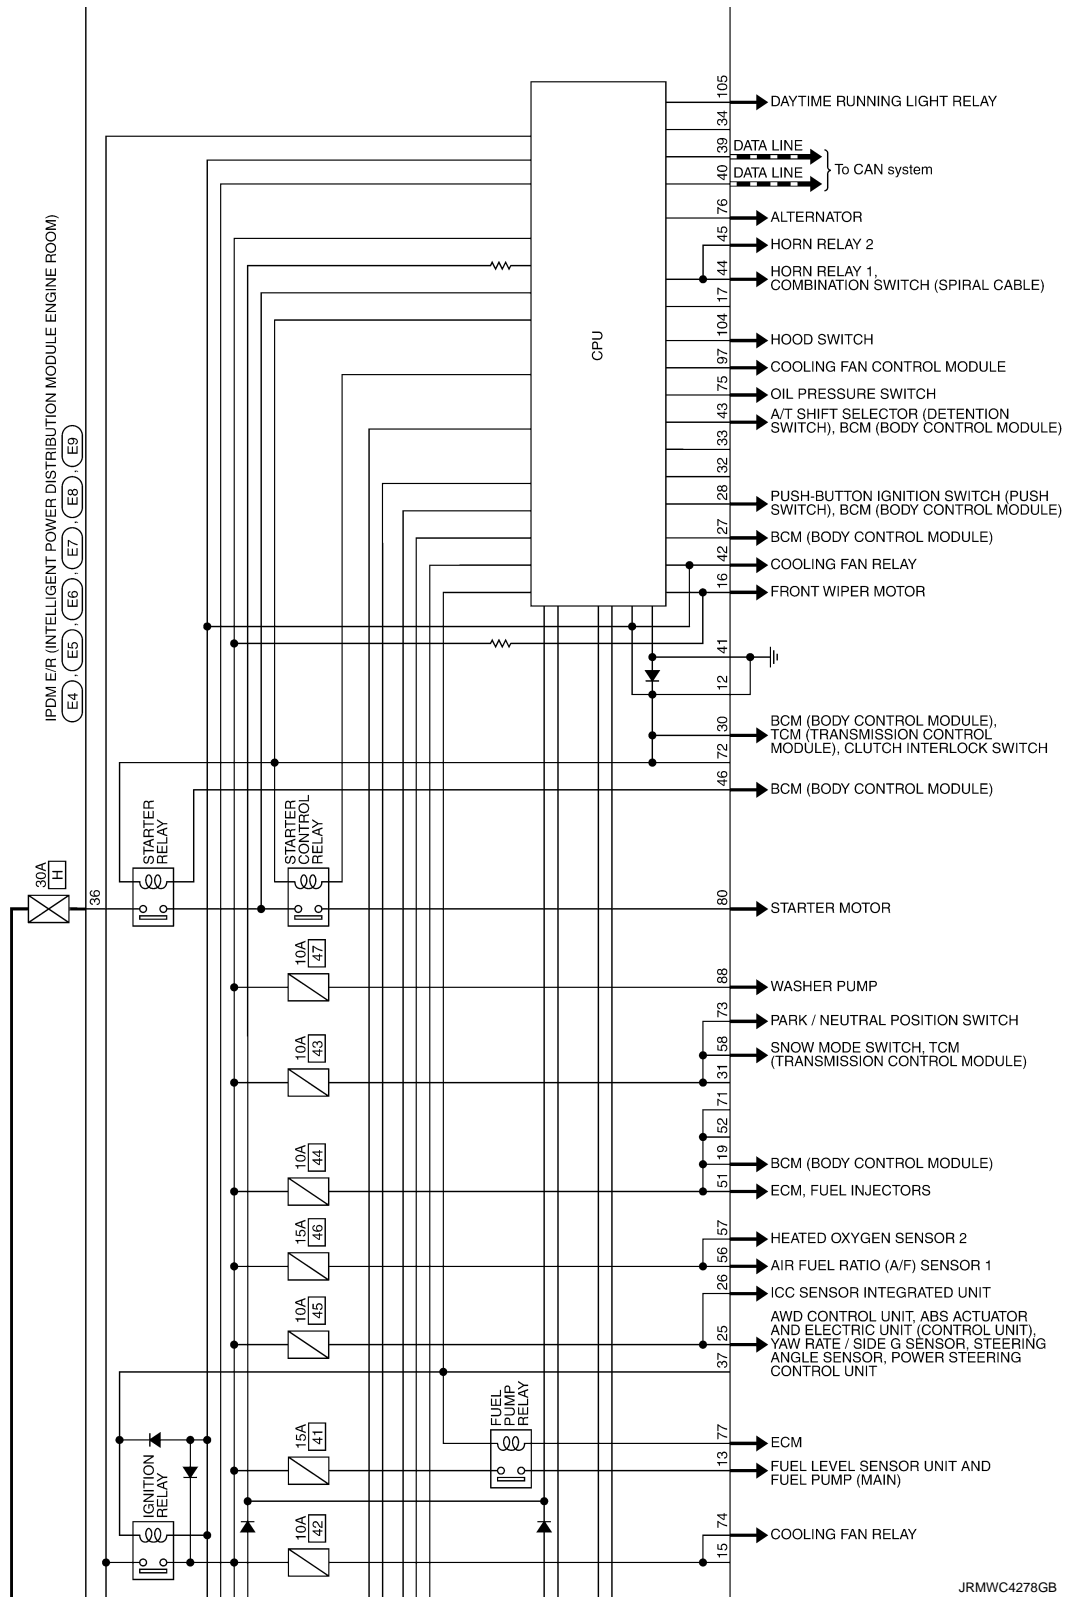 IPDM E/R (INTELLIGENT POWER DISTRIBUTION MODULE ENGINE ROOM)
E4 , E5 , E6 , E7 , E8 , E9
CPU
105
DAYTIME RUNNING LIGHT RELAY
34
39
DATA LINE
40
DATA LINE
To CAN system
76
ALTERNATOR
45
HORN RELAY 2
44
HORN RELAY 1,
COMBINATION SWITCH (SPIRAL CABLE)
17
104
HOOD SWITCH
97
COOLING FAN CONTROL MODULE
75
OIL PRESSURE SWITCH
43
A/T SHIFT SELECTOR (DETENTION
SWITCH), BCM (BODY CONTROL MODULE)
33
32
28
PUSH-BUTTON IGNITION SWITCH (PUSH
SWITCH), BCM (BODY CONTROL MODULE)
27
BCM (BODY CONTROL MODULE)
42
COOLING FAN RELAY
16
FRONT WIPER MOTOR
41
12
30
BCM (BODY CONTROL MODULE),
TCM (TRANSMISSION CONTROL
MODULE), CLUTCH INTERLOCK SWITCH
72
46
BCM (BODY CONTROL MODULE)
STARTER
RELAY
STARTER
CONTROL
RELAY
30A
H
36
80
STARTER MOTOR
10A
47
88
WASHER PUMP
73
PARK / NEUTRAL POSITION SWITCH
10A
43
58
SNOW MODE SWITCH, TCM
(TRANSMISSION CONTROL MODULE)
31
71
52
10A
44
19
BCM (BODY CONTROL MODULE)
51
ECM, FUEL INJECTORS
15A
46
57
HEATED OXYGEN SENSOR 2
56
AIR FUEL RATIO (A/F) SENSOR 1
26
ICC SENSOR INTEGRATED UNIT
10A
45
25
AWD CONTROL UNIT, ABS ACTUATOR
AND ELECTRIC UNIT (CONTROL UNIT),
YAW RATE / SIDE G SENSOR, STEERING
ANGLE SENSOR, POWER STEERING
CONTROL UNIT
37
FUEL
PUMP
RELAY
77
ECM
15A
41
13
FUEL LEVEL SENSOR UNIT AND
FUEL PUMP (MAIN)
IGNITION
RELAY
10A
42
74
COOLING FAN RELAY
15
JRMWC4278GB